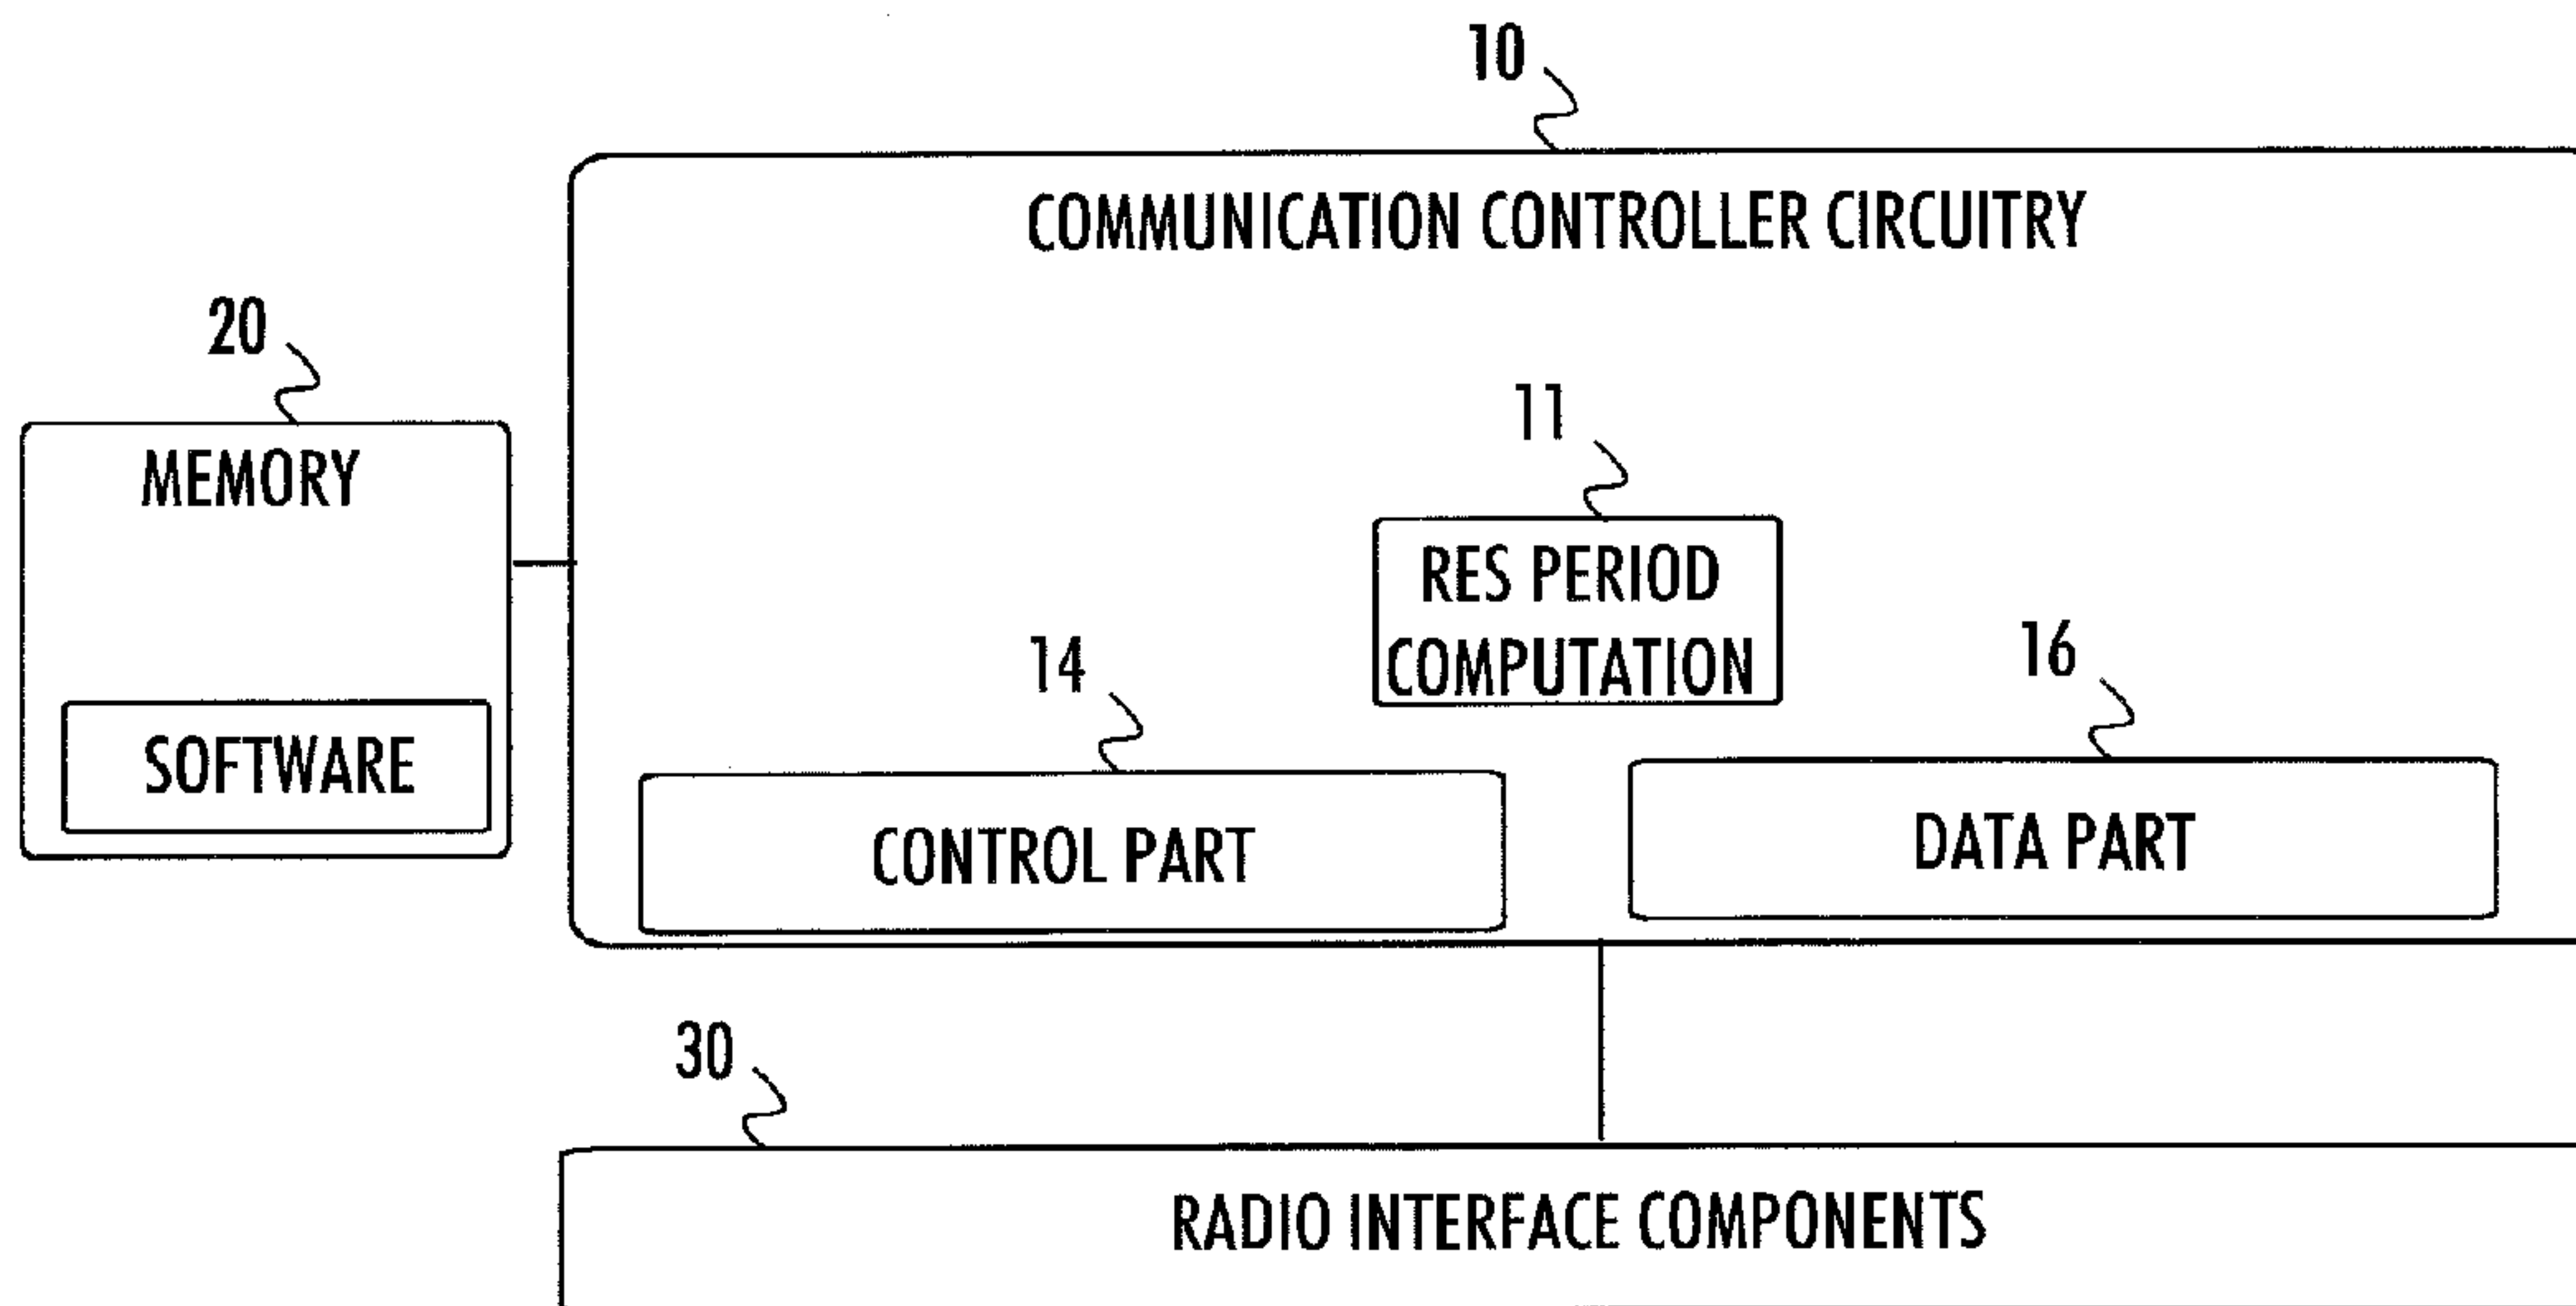 10
COMMUNICATION CONTROLLER CIRCUITRY
20
MEMORY
11
RES PERIOD
COMPUTATION
14
16
SOFTWARE
CONTROL PART
DATA PART
30
RADIO INTERFACE COMPONENTS